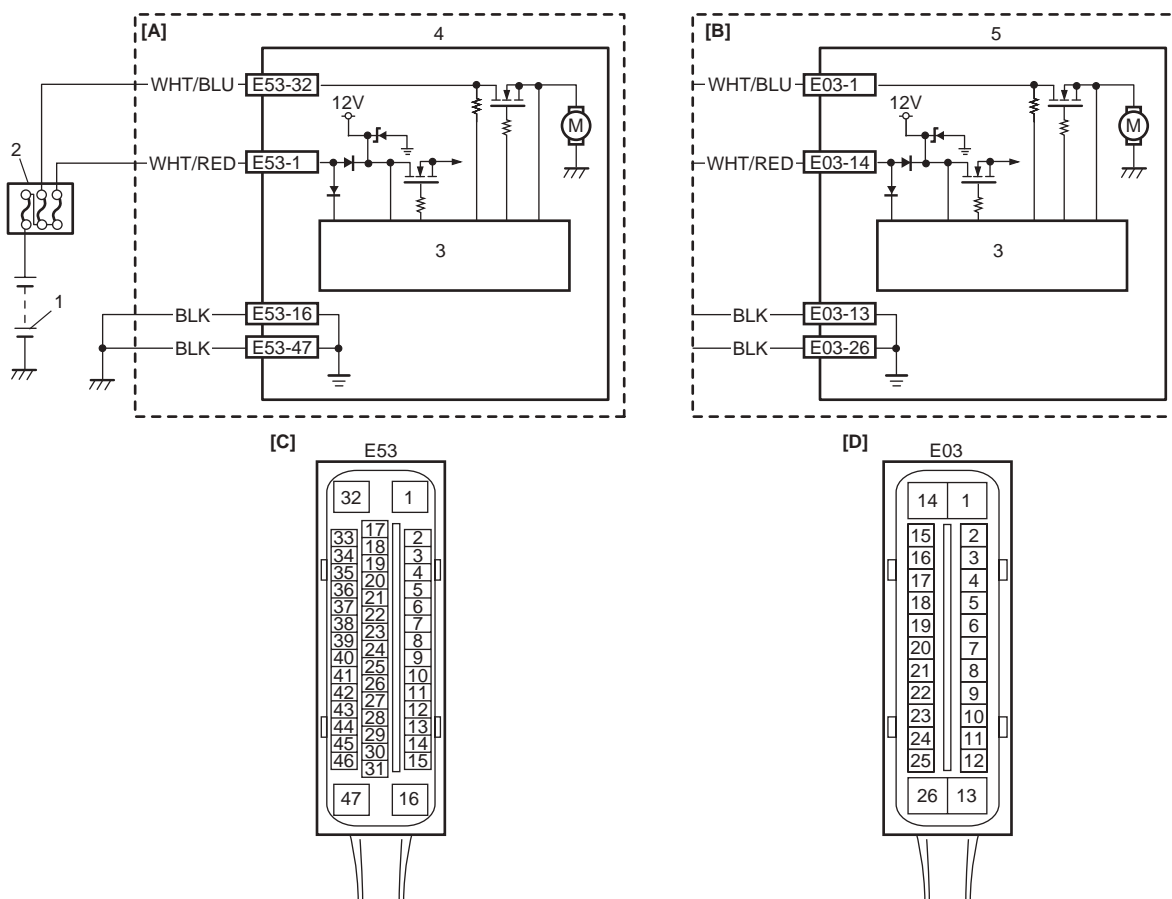 [A]
4
WHT/BLU E53-32
12V
M
WHT/RED E53-1
2
3
1
BLK E53-16
BLK E53-47
[B]
5
WHT/BLU E03-1
12V
M
WHT/RED E03-14
3
BLK E03-13
BLK E03-26
[C]
E53
32 1
17
33 2
18
34 3
19
35 4
20
36 5
21
37 6
22
38 7
23
39 8
24
40 9
25
41 10
26
42 11
27
43 12
28
44 13
29
45 14
30
46 15
31
47 16
[D]
E03
14 1
15 2
16 3
17 4
18 5
19 6
20 7
21 8
22 9
23 10
24 11
25 12
26 13